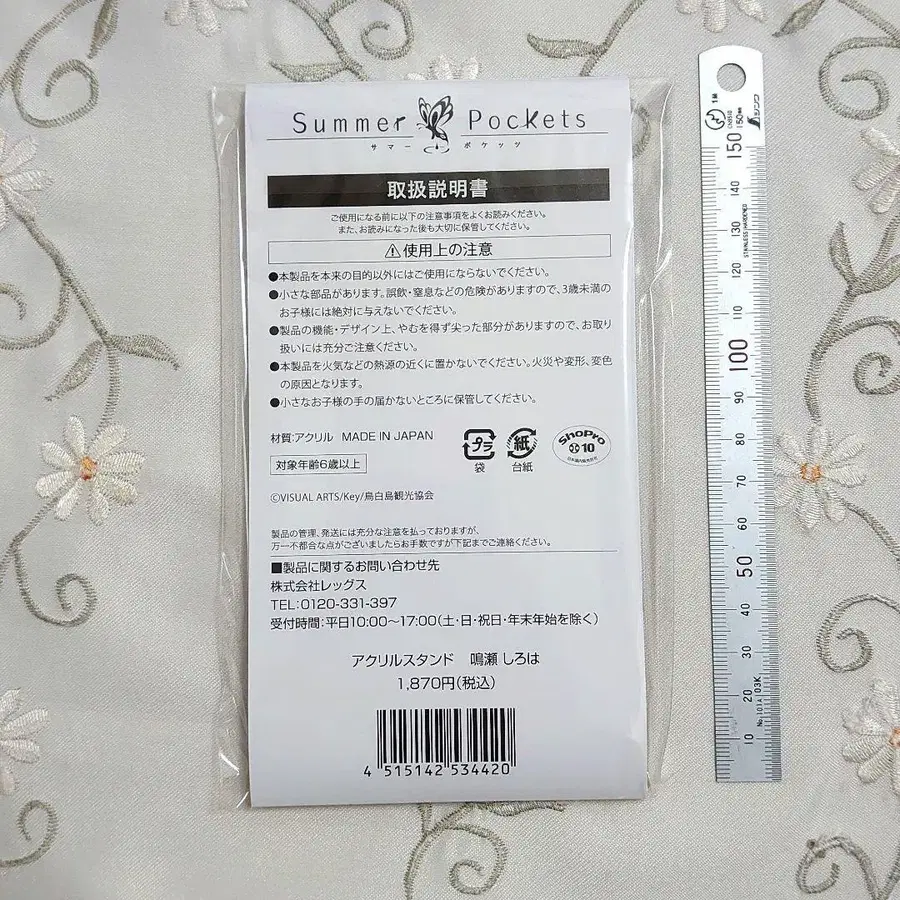 Summer Pockets
サマーポケッツ
取扱説明書
ご使用になる前に以下の注意事項をよくお読みください。
また、お読みになった後も大切に保管してください。
⚠使用上の注意
●本製品を本来の目的以外にはご使用にならないでください。
●小さな部品があります。誤飲・窒息などの危険がありますので、3歳未満の
お子様には絶対に与えないでください。
●製品の機能・デザイン上、やむを得ず尖った部分がありますので、お取り
扱いには充分ご注意ください。
●本製品を火気などの熱源の近くに置かないでください。火災や変形、変色
の原因となります。
●小さなお子様の手の届かないところに保管してください。
材質:アクリル MADE IN JAPAN
対象年齢6歳以上
プラ
袋
紙
台紙
ShoPro
10
©VISUAL ARTS/Key/鳥白島観光協会
製品の管理、発送には充分な注意を払っておりますが、
万一不都合な点がございましたらお手数ですが下記までご連絡ください。
■製品に関するお問い合わせ先
株式会社レッグス
TEL:0120-331-397
受付時間:平日10:00～17:00(土・日・祝日・年末年始を除く)
アクリルスタンド 鳴瀬 しろは
1,870円(税込)
4 515142 534420
シンワ
150
140
130
STAINLESS HARDENED
120
110
100
90
80
70
60
50
40
30
20
10